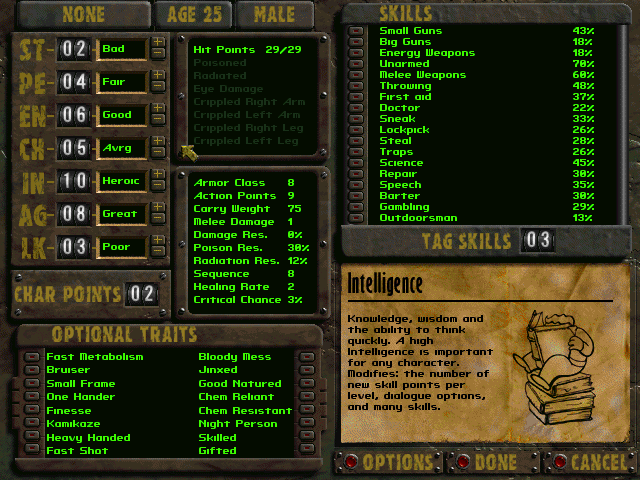 NONE
AGE 25
MALE
ST 02 Bad
PE 04 Fair
EN 06 Good
CH 05 Avrg
IN 10 Heroic
AG 08 Great
LK 03 Poor
CHAR POINTS 02
Hit Points 29/29
Poisoned
Radiated
Eye Damage
Crippled Right Arm
Crippled Left Arm
Crippled Right Leg
Crippled Left Leg
Armor Class 8
Action Points 9
Carry Weight 75
Melee Damage 1
Damage Res. 0%
Poison Res. 30%
Radiation Res. 12%
Sequence 8
Healing Rate 2
Critical Chance 3%
OPTIONAL TRAITS
Fast Metabolism
Bruiser
Small Frame
One Hander
Finesse
Kamikaze
Heavy Handed
Fast Shot
Bloody Mess
Jinxed
Good Natured
Chem Reliant
Chem Resistant
Night Person
Skilled
Gifted
SKILLS
Small Guns 43%
Big Guns 18%
Energy Weapons 18%
Unarmed 70%
Melee Weapons 60%
Throwing 48%
First aid 37%
Doctor 22%
Sneak 33%
Lockpick 26%
Steal 28%
Traps 26%
Science 45%
Repair 30%
Speech 35%
Barter 30%
Gambling 29%
Outdoorsman 13%
TAG SKILLS 03
Intelligence
Knowledge, wisdom and
the ability to think
quickly. A high
Intelligence is important
for any character.
Modifies: the number of
new skill points per
level, dialogue options,
and many skills.
OPTIONS
DONE
CANCEL